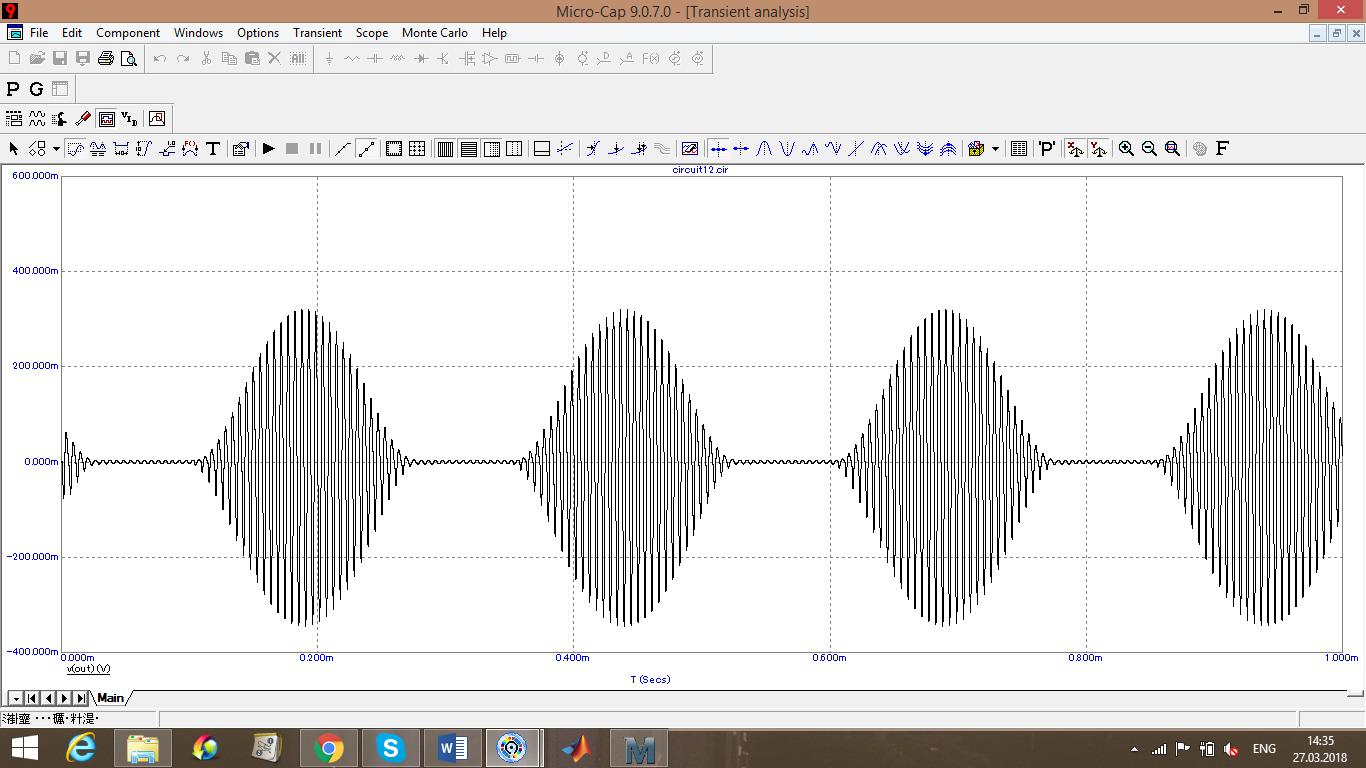 Micro-Cap 9.0.7.0 - [Transient analysis]
File Edit Component Windows Options Transient Scope Monte Carlo Help
P G
T 'P' F
circuit12.cir
600.000m
400.000m
200.000m
0.000m
-200.000m
-400.000m
0.000m 0.200m 0.400m 0.600m 0.800m 1.000m
v(out) (V)
T (Secs)
Main
ENG
14:35
27.03.2018